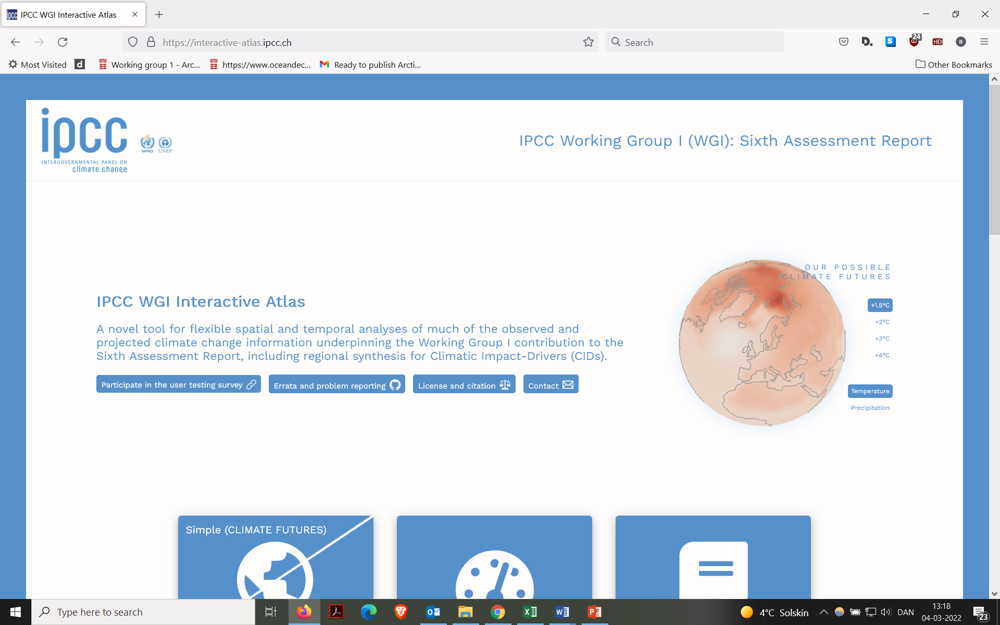 IPCC WGI Interactive Atlas
https://interactive-atlas.ipcc.ch
Search
24
HD
R
Most Visited
d
Working group 1 - Arc...
https://www.oceandec...
Ready to publish Arcti...
Other Bookmarks
ipcc
INTERGOVERNMENTAL PANEL ON
climate change
WMO
UNEP
IPCC Working Group I (WGI): Sixth Assessment Report
OUR POSSIBLE
CLIMATE FUTURES
+1.5°C
+2°C
+3°C
+4°C
Temperature
Precipitation
IPCC WGI Interactive Atlas
A novel tool for flexible spatial and temporal analyses of much of the observed and
projected climate change information underpinning the Working Group I contribution to the
Sixth Assessment Report, including regional synthesis for Climatic Impact-Drivers (CIDs).
Participate in the user testing survey
Errata and problem reporting
License and citation
Contact
Simple (CLIMATE FUTURES)
Type here to search
4°C Solskin
DAN
13:18
04-03-2022
23